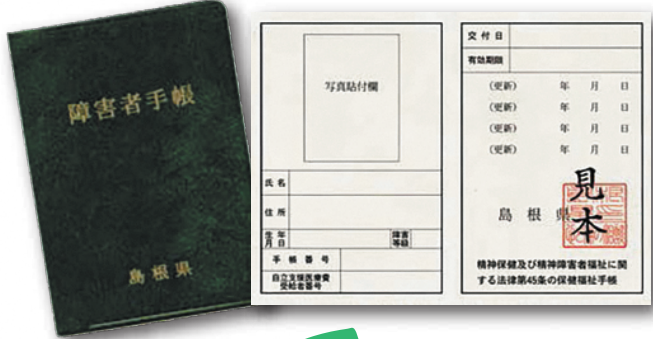 障害者手帳
島根県
写真貼付欄
氏名
住所
生年月日
障害等級
手帳番号
自立支援医療費
受給者番号
交付日
有効期限
(更新) 年 月 日
(更新) 年 月 日
(更新) 年 月 日
(更新) 年 月 日
島根県
見本
精神保健及び精神障害者福祉に関
する法律第45条の保健福祉手帳